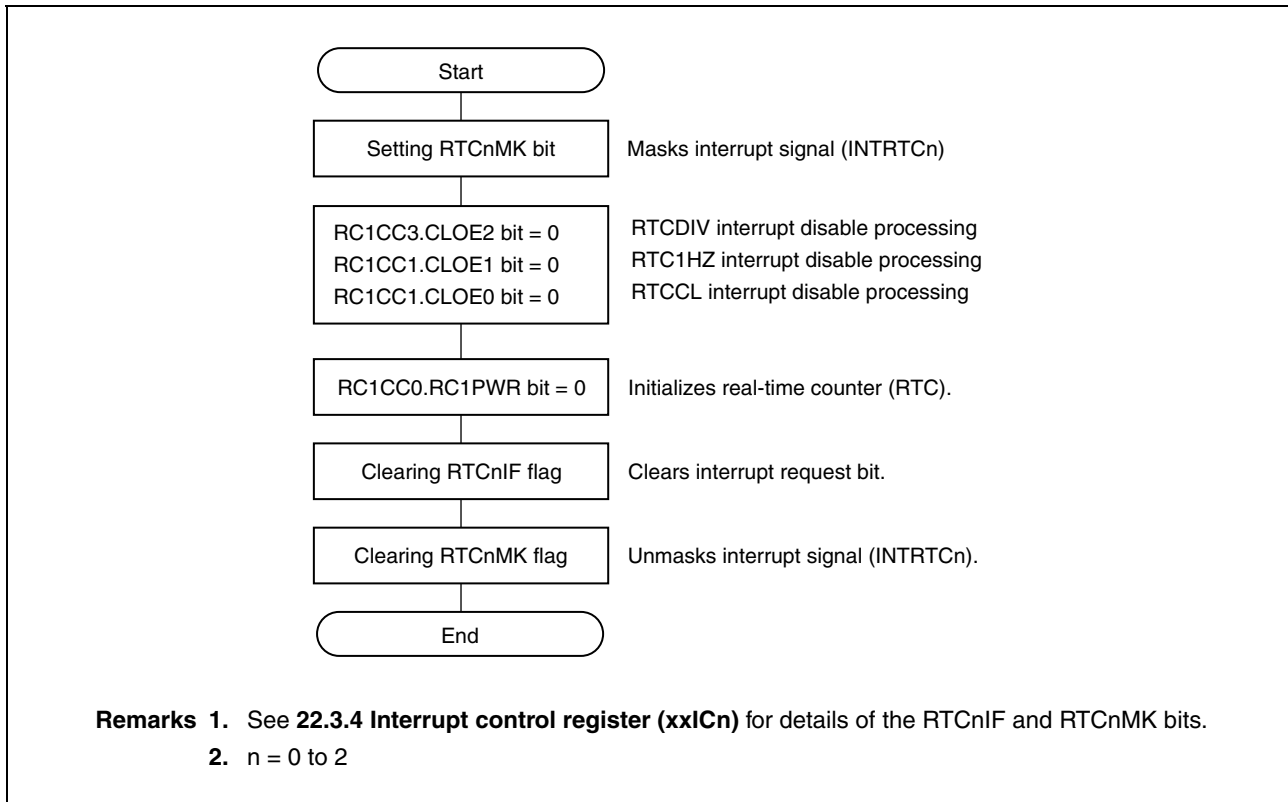 Start
Setting RTCnMK bit
Masks interrupt signal (INTRTCn)
RC1CC3.CLOE2 bit = 0
RTCDIV interrupt disable processing
RC1CC1.CLOE1 bit = 0
RTC1HZ interrupt disable processing
RC1CC1.CLOE0 bit = 0
RTCCL interrupt disable processing
RC1CC0.RC1PWR bit = 0
Initializes real-time counter (RTC).
Clearing RTCnIF flag
Clears interrupt request bit.
Clearing RTCnMK flag
Unmasks interrupt signal (INTRTCn).
End
Remarks 1. See 22.3.4 Interrupt control register (xxICn) for details of the RTCnIF and RTCnMK bits.
2. n = 0 to 2